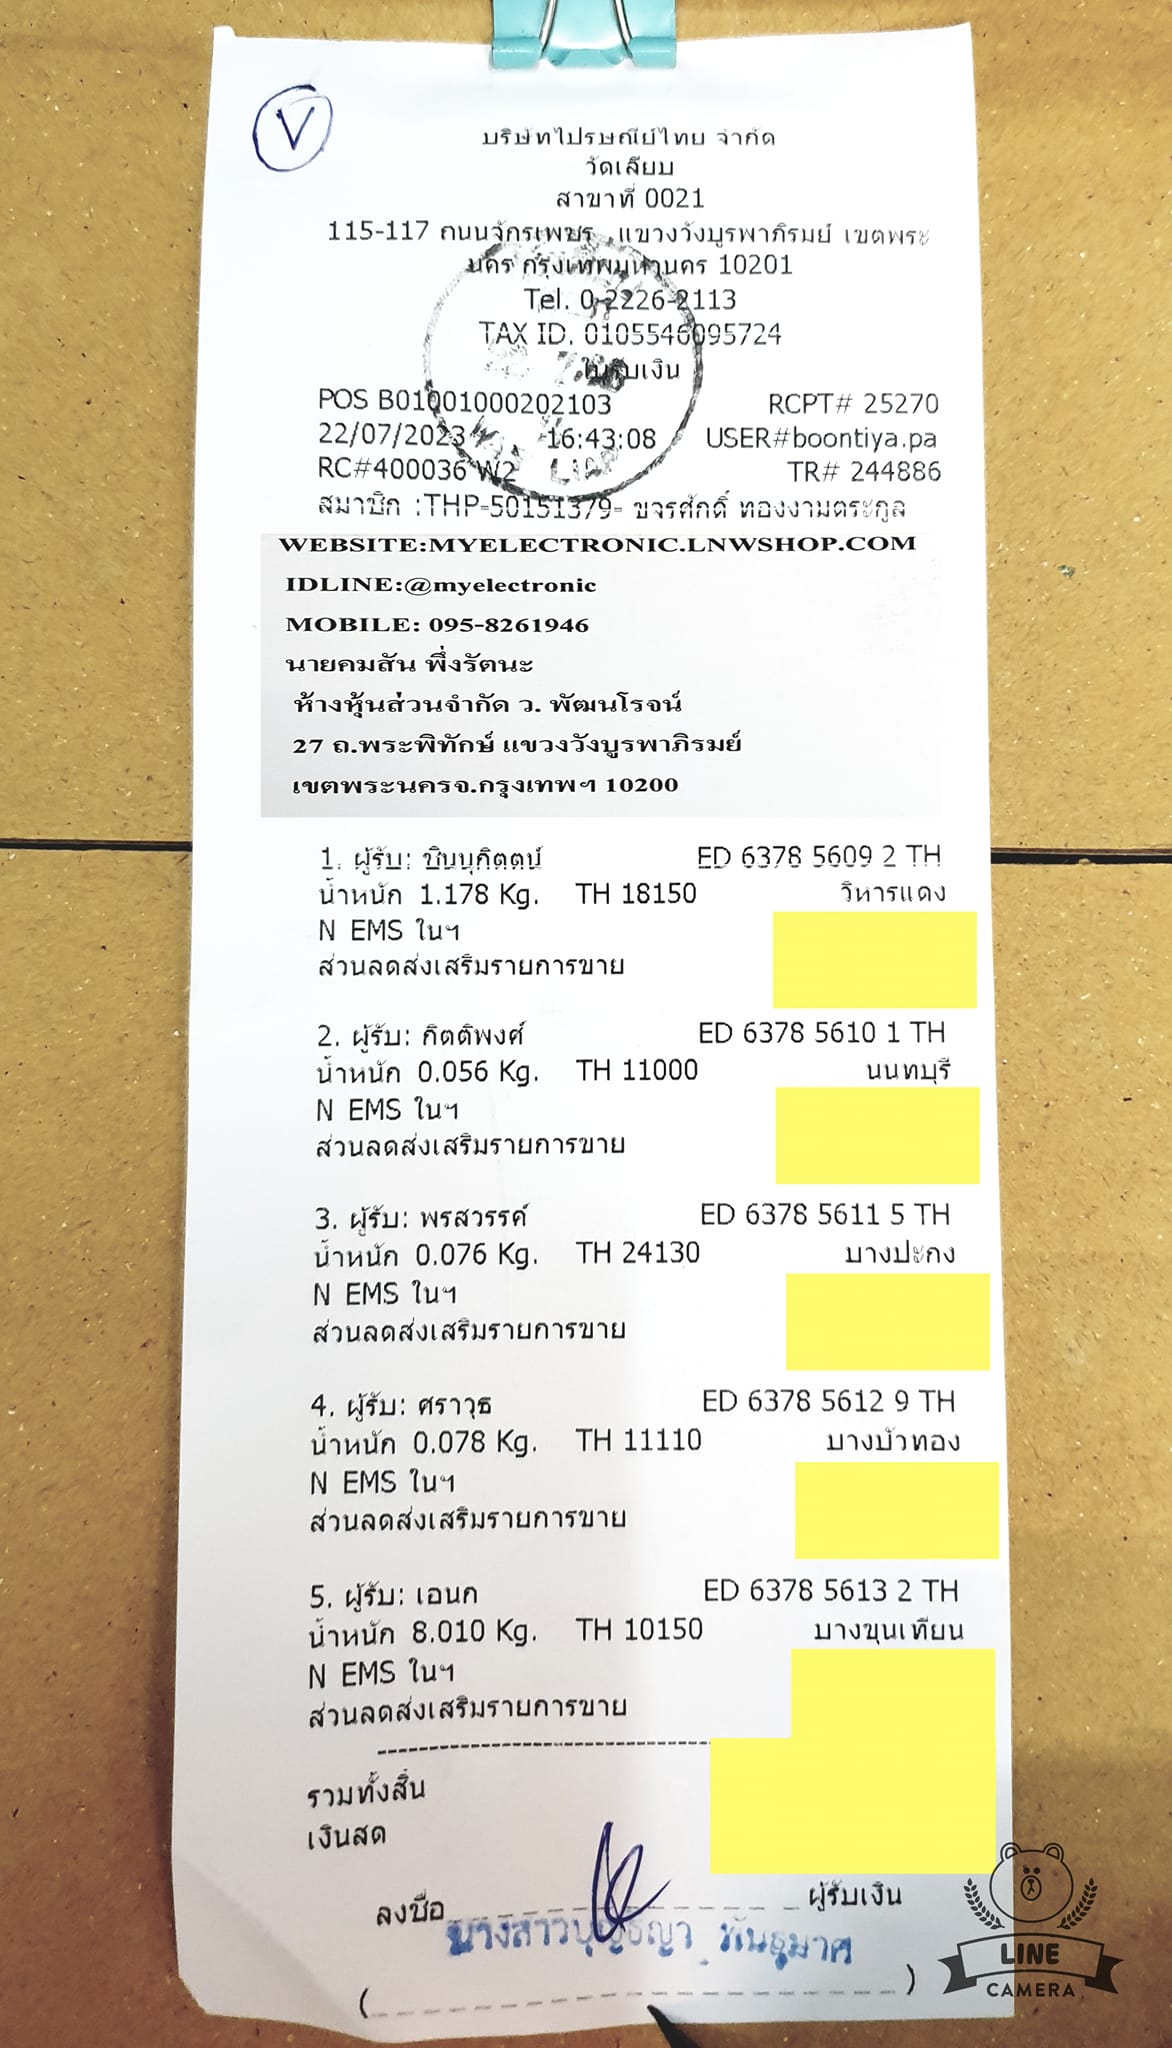 V
บริษัทไปรษณีย์ไทย จำกัด
วัดเลียบ
สาขาที่ 0021
115-117 ถนนจักรเพชร , แขวงวังบูรพาภิรมย์ เขตพระ
นคร กรุงเทพมหานคร 10201
Tel. 0-2226-2113
TAX ID. 0105546095724
ใบรับเงิน
POS B01001000202103 RCPT# 25270
22/07/2023 16:43:08 USER#boontiya.pa
RC#400036 W2 TR# 244886
สมาชิก :THP-50151379- ขจรศักดิ์ ทองงามตระกูล
WEBSITE:MYELECTRONIC.LNWSHOP.COM
IDLINE:@myelectronic
MOBILE: 095-8261946
นายคมสัน พึ่งรัตนะ
ห้างหุ้นส่วนจำกัด ว. พัฒนโรจน์
27 ถ.พระพิทักษ์ แขวงวังบูรพาภิรมย์
เขตพระนครจ.กรุงเทพฯ 10200
1. ผู้รับ: ชินนุกิตตน์ ED 6378 5609 2 TH
น้ำหนัก 1.178 Kg. TH 18150 วิหารแดง
N EMS ในฯ
ส่วนลดส่งเสริมรายการขาย
2. ผู้รับ: กิตติพงศ์ ED 6378 5610 1 TH
น้ำหนัก 0.056 Kg. TH 11000 นนทบุรี
N EMS ในฯ
ส่วนลดส่งเสริมรายการขาย
3. ผู้รับ: พรสวรรค์ ED 6378 5611 5 TH
น้ำหนัก 0.076 Kg. TH 24130 บางปะกง
N EMS ในฯ
ส่วนลดส่งเสริมรายการขาย
4. ผู้รับ: ศราวุธ ED 6378 5612 9 TH
น้ำหนัก 0.078 Kg. TH 11110 บางบัวทอง
N EMS ในฯ
ส่วนลดส่งเสริมรายการขาย
5. ผู้รับ: เอนก ED 6378 5613 2 TH
น้ำหนัก 8.010 Kg. TH 10150 บางขุนเทียน
N EMS ในฯ
ส่วนลดส่งเสริมรายการขาย
รวมทั้งสิ้น
เงินสด
ลงชื่อ ผู้รับเงิน
นางสาวบุญธิญา พันธุมาศ
LINE
CAMERA